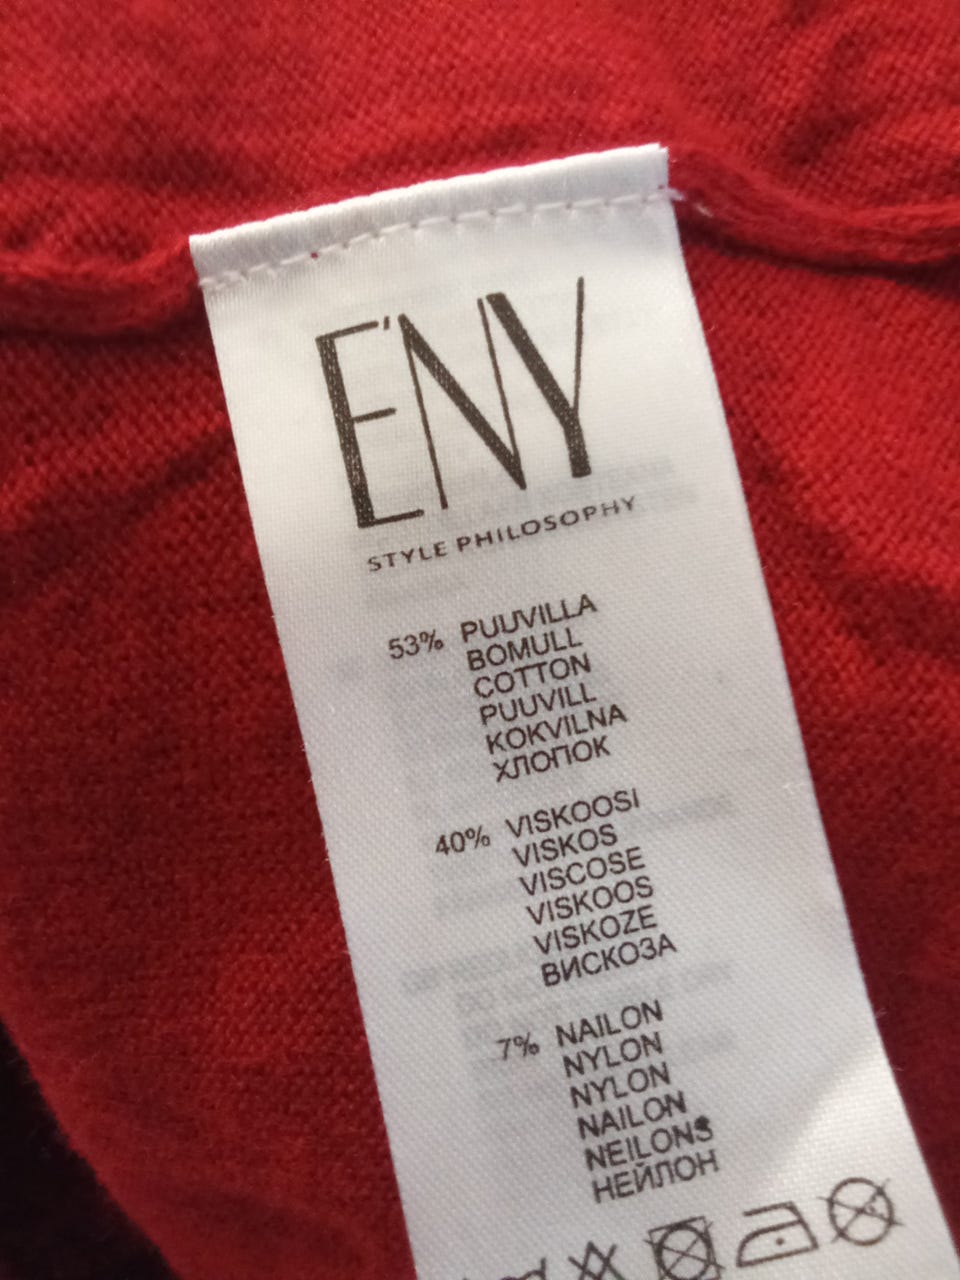 E'NY
STYLE PHILOSOPHY
53% PUUVILLA
BOMULL
COTTON
PUUVILL
KOKVILNA
ХЛОПОК
40% VISKOOSI
VISKOS
VISCOSE
VISKOOS
VISKOZE
ВИСКОЗА
7% NAILON
NYLON
NYLON
NAILON
NEILONS
НЕЙЛОН